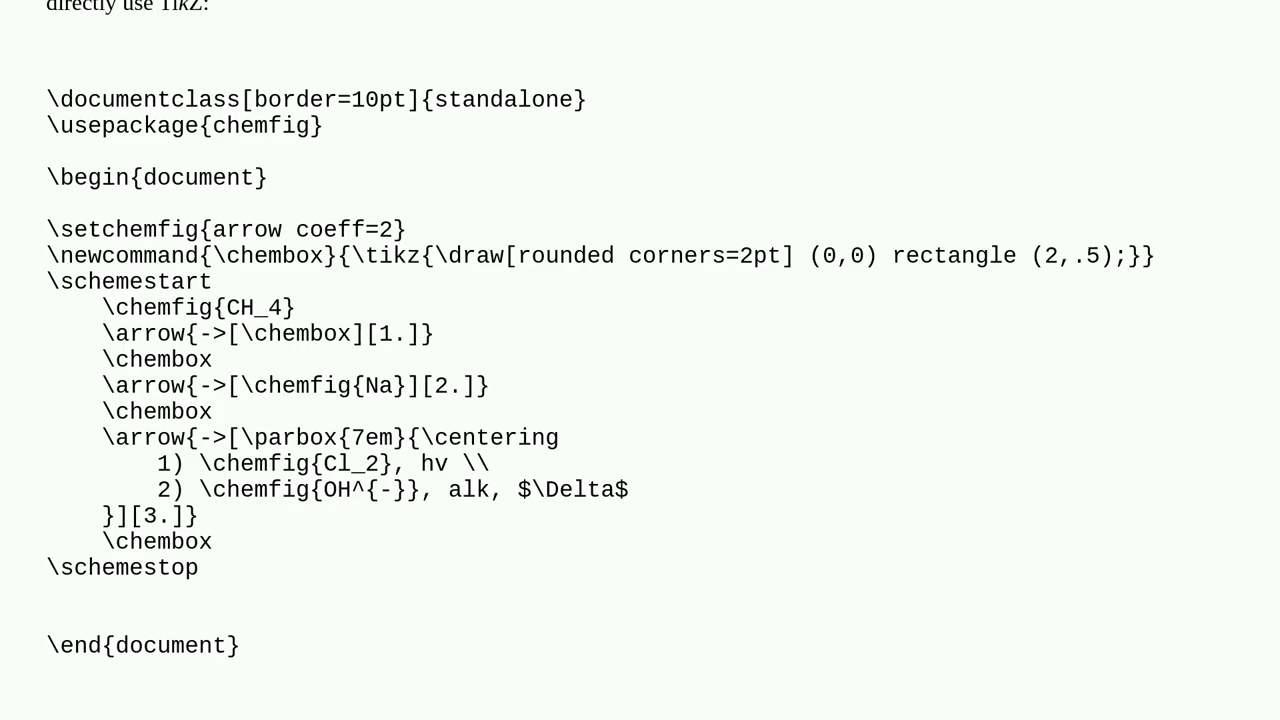 directly use TikZ:
\documentclass[border=10pt]{standalone}
\usepackage{chemfig}
\begin{document}
\setchemfig{arrow coeff=2}
\newcommand{\chembox}{\tikz{\draw[rounded corners=2pt] (0,0) rectangle (2,.5);}}
\schemestart
    \chemfig{CH_4}
    \arrow{->[\chembox][1.]}
    \chembox
    \arrow{->[\chemfig{Na}][2.]}
    \chembox
    \arrow{->[\parbox{7em}{\centering
        1) \chemfig{Cl_2}, hv \\
        2) \chemfig{OH^{-}}, alk, $\Delta$
    }][3.]}
    \chembox
\schemestop
\end{document}